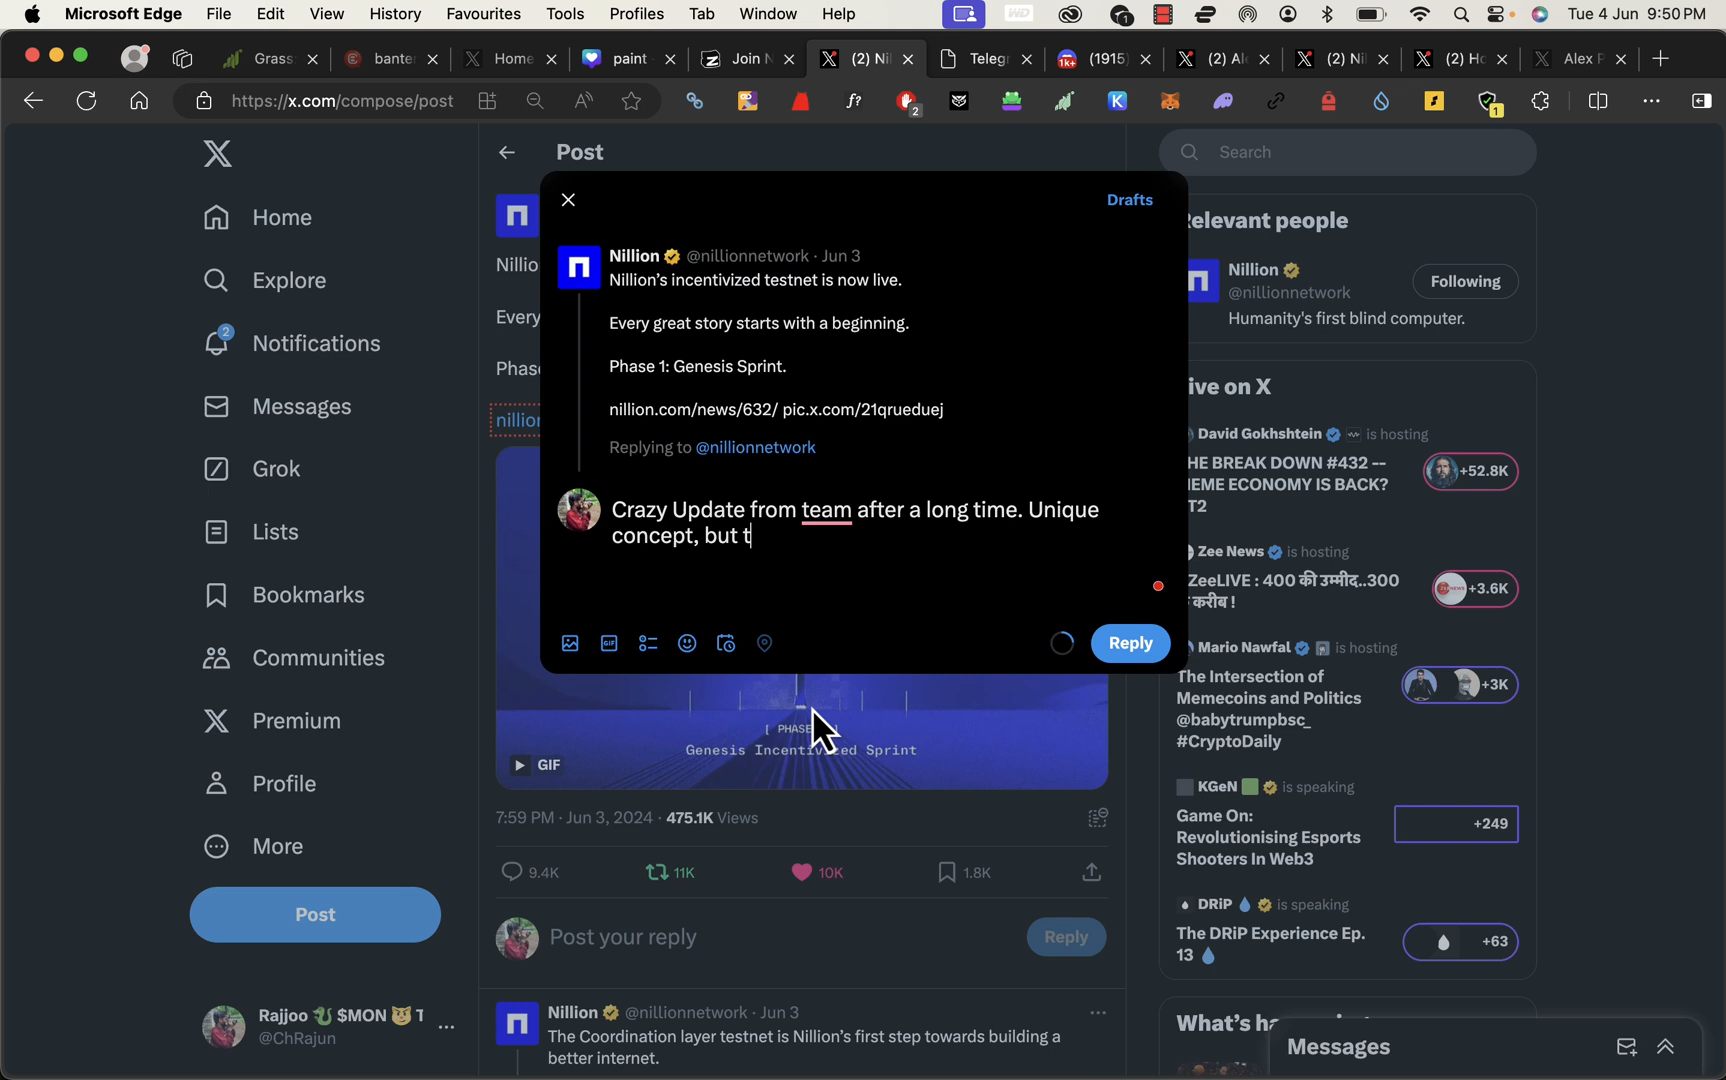 Microsoft Edge File Edit View History Favourites Tools Profiles Tab Window Help Tue 4 Jun 9:50 PM
Grass banter Home paint Join N (2) Nil Telegr (1915) (2) Al (2) Nil (2) Ho Alex P
https://x.com/compose/post
Home
Explore
Notifications
Messages
Grok
Lists
Bookmarks
Communities
Premium
Profile
More
Post
Rajjoo $MON T
@ChRajun
Post
Nillio
Every
Phase
nillion
Drafts
Nillion @nillionnetwork · Jun 3
Nillion's incentivized testnet is now live.
Every great story starts with a beginning.
Phase 1: Genesis Sprint.
nillion.com/news/632/ pic.x.com/21qrueduej
Replying to @nillionnetwork
Crazy Update from team after a long time. Unique
concept, but t
Reply
[ PHASE
Genesis Incentivized Sprint
GIF
7:59 PM · Jun 3, 2024 · 475.1K Views
9.4K 11K 10K 1.8K
Post your reply
Reply
Nillion @nillionnetwork · Jun 3
The Coordination layer testnet is Nillion's first step towards building a
better internet.
Search
Relevant people
Nillion
@nillionnetwork
Following
Humanity's first blind computer.
ive on X
David Gokhshtein is hosting
HE BREAK DOWN #432 --
IEME ECONOMY IS BACK?
T2
+52.8K
Zee News is hosting
ZeeLIVE : 400 की उम्मीद..300
करीब !
+3.6K
Mario Nawfal is hosting
The Intersection of
Memecoins and Politics
@babytrumpbsc_
#CryptoDaily
+3K
KGeN is speaking
Game On:
Revolutionising Esports
Shooters In Web3
+249
DRiP is speaking
The DRiP Experience Ep.
13
+63
What's ha
Messages